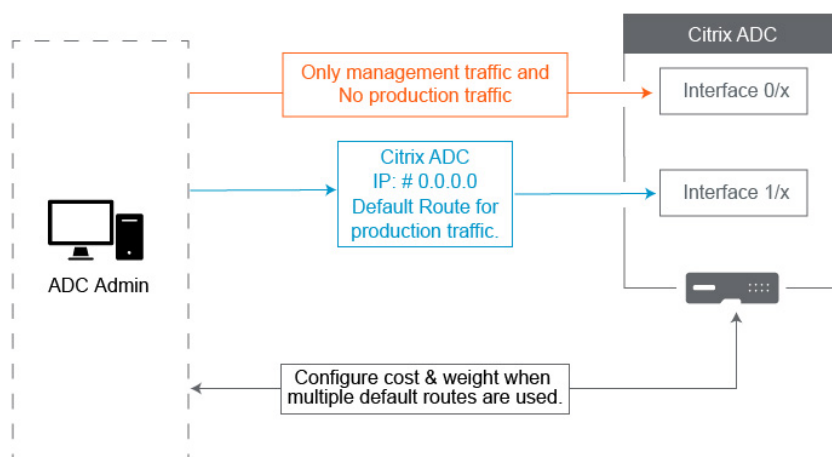 Citrix ADC
Only management traffic and
No production traffic
Interface 0/x
Citrix ADC
IP: # 0.0.0.0
Default Route for
production traffic.
Interface 1/x
ADC Admin
Configure cost & weight when
multiple default routes are used.